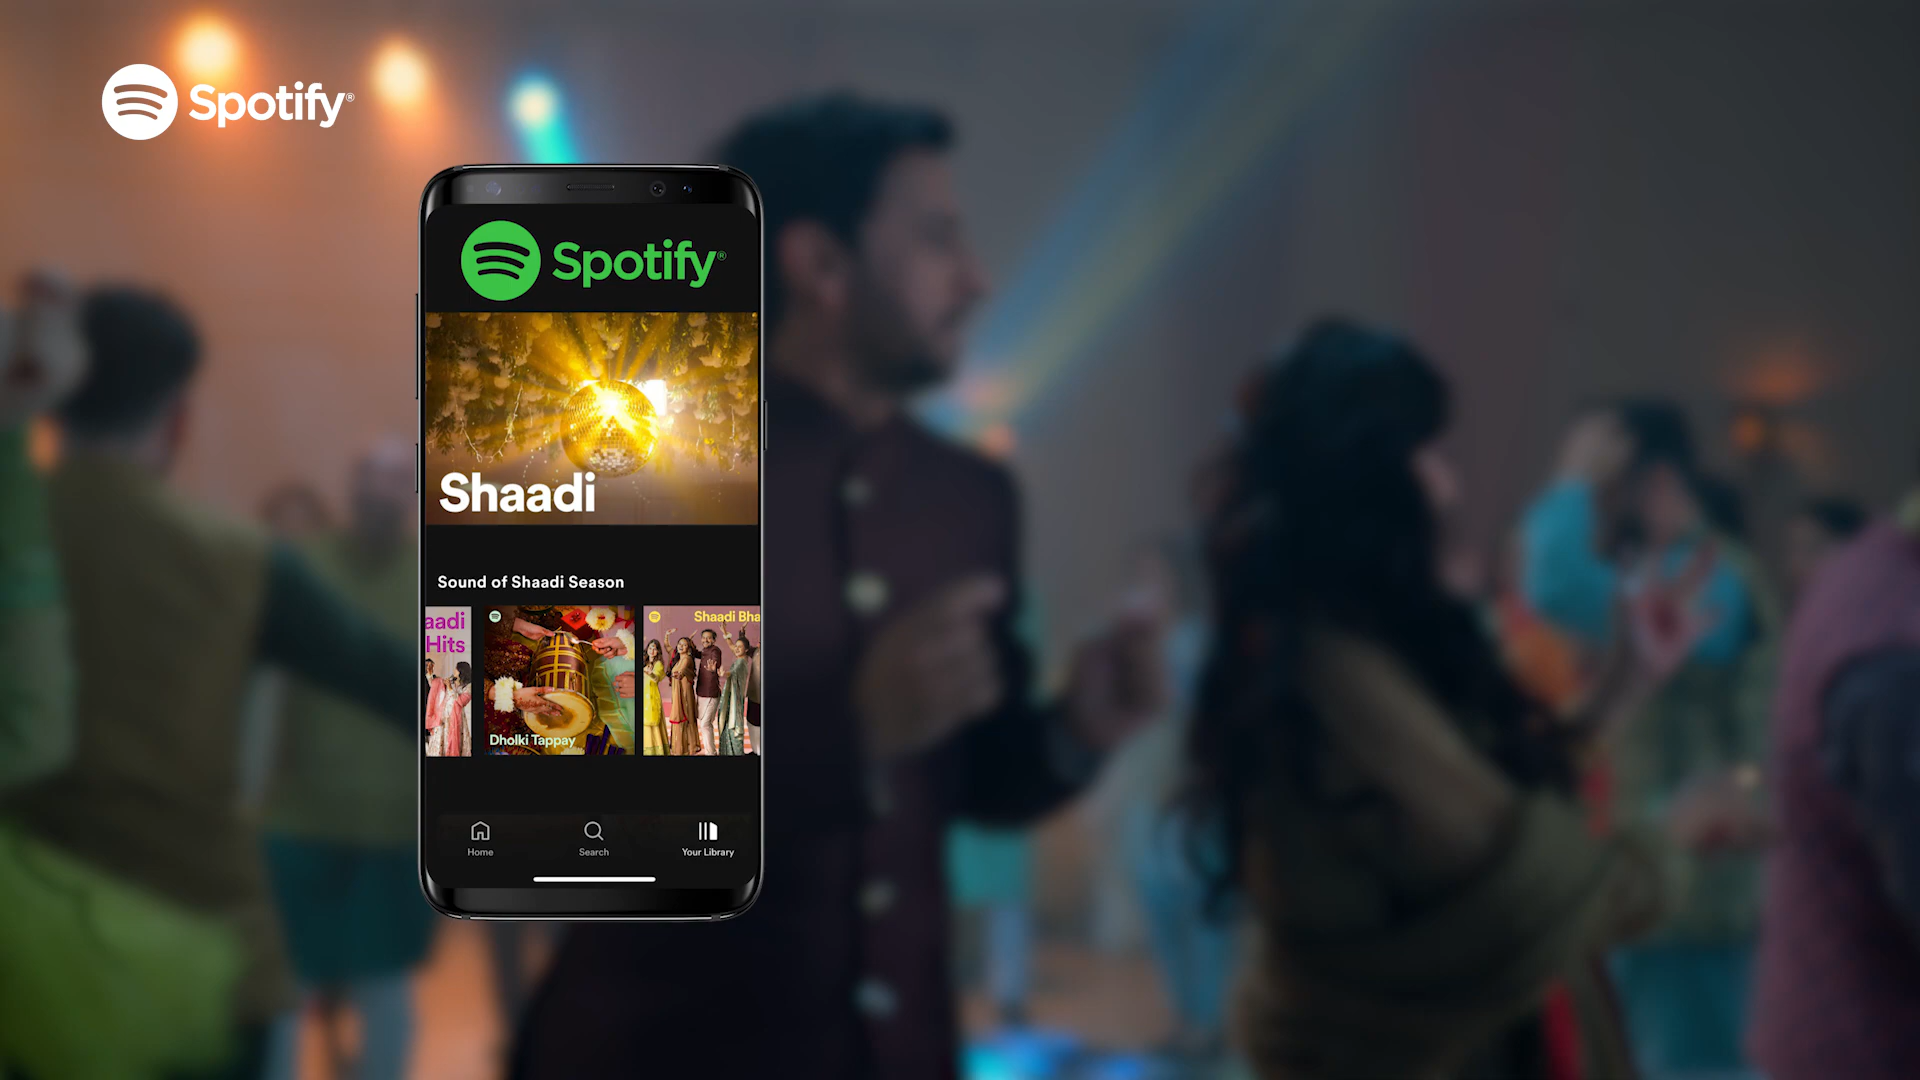 Spotify®
Spotify®
Shaadi
Sound of Shaadi Season
aadi
Hits
Dholki Tappay
Shaadi Bha
Home
Search
Your Library